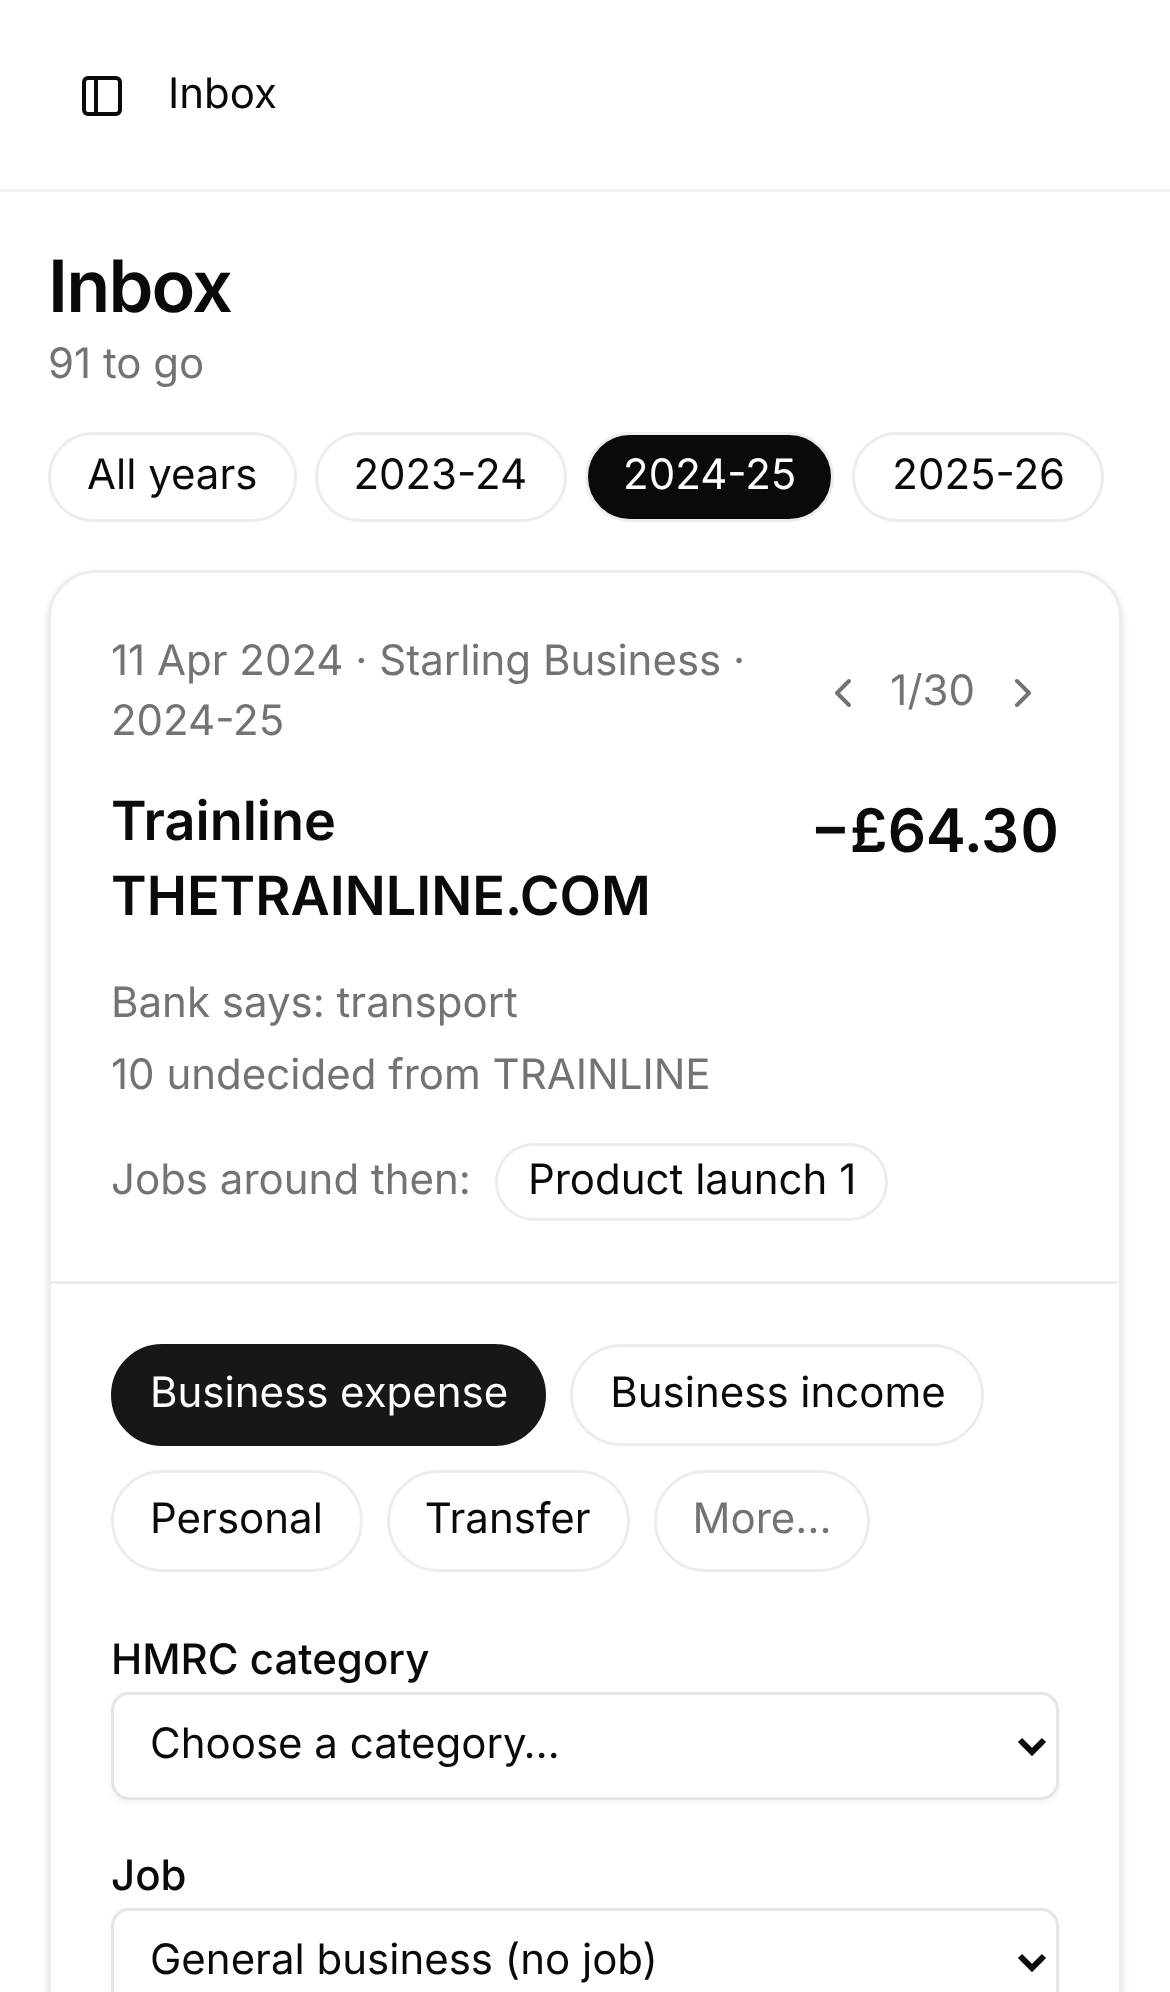 Inbox
Inbox
91 to go
All years 2023-24 2024-25 2025-26
11 Apr 2024 · Starling Business ·
2024-25
1/30
Trainline
THETRAINLINE.COM
−£64.30
Bank says: transport
10 undecided from TRAINLINE
Jobs around then: Product launch 1
Business expense Business income
Personal Transfer More...
HMRC category
Choose a category...
Job
General business (no job)